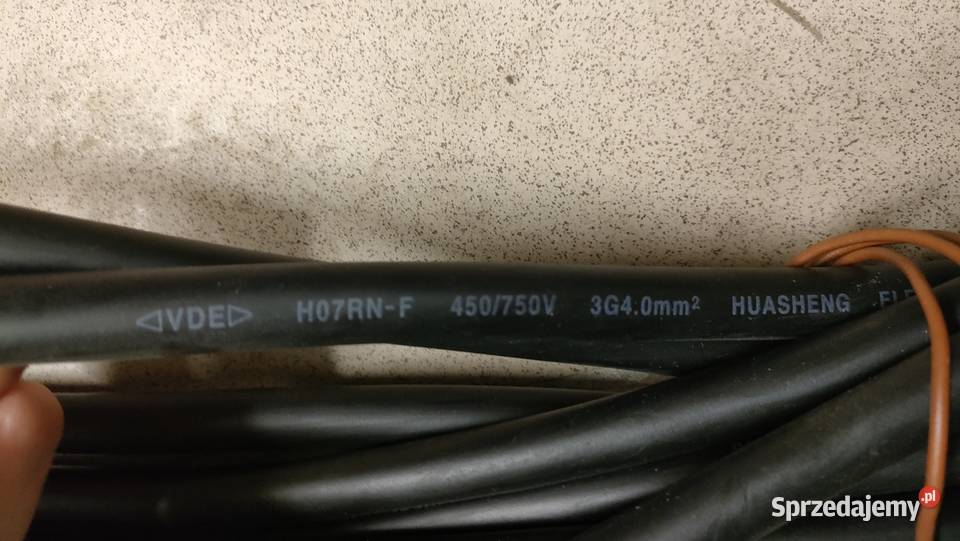 ◁VDE▷ H07RN-F 450/750V 3G4.0mm² HUASHENG
Sprzedajemy.pl